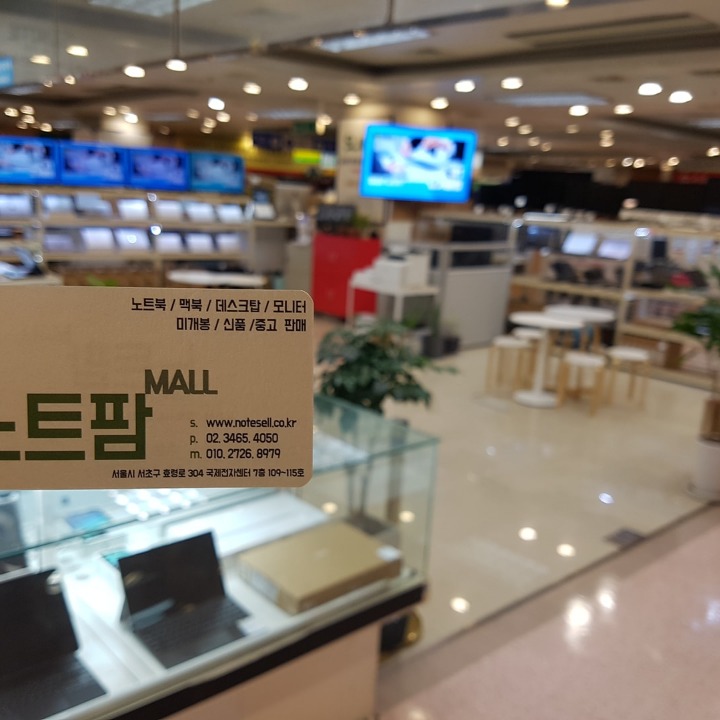 노트북 / 맥북 / 데스크탑 / 모니터
미개봉 / 신품 /중고 판매
노트팜 MALL
s. www.notesell.co.kr
p. 02. 3465. 4050
m. 010. 2726. 8979
서울시 서초구 효령로 304 국제전자센터 7층 109~115호